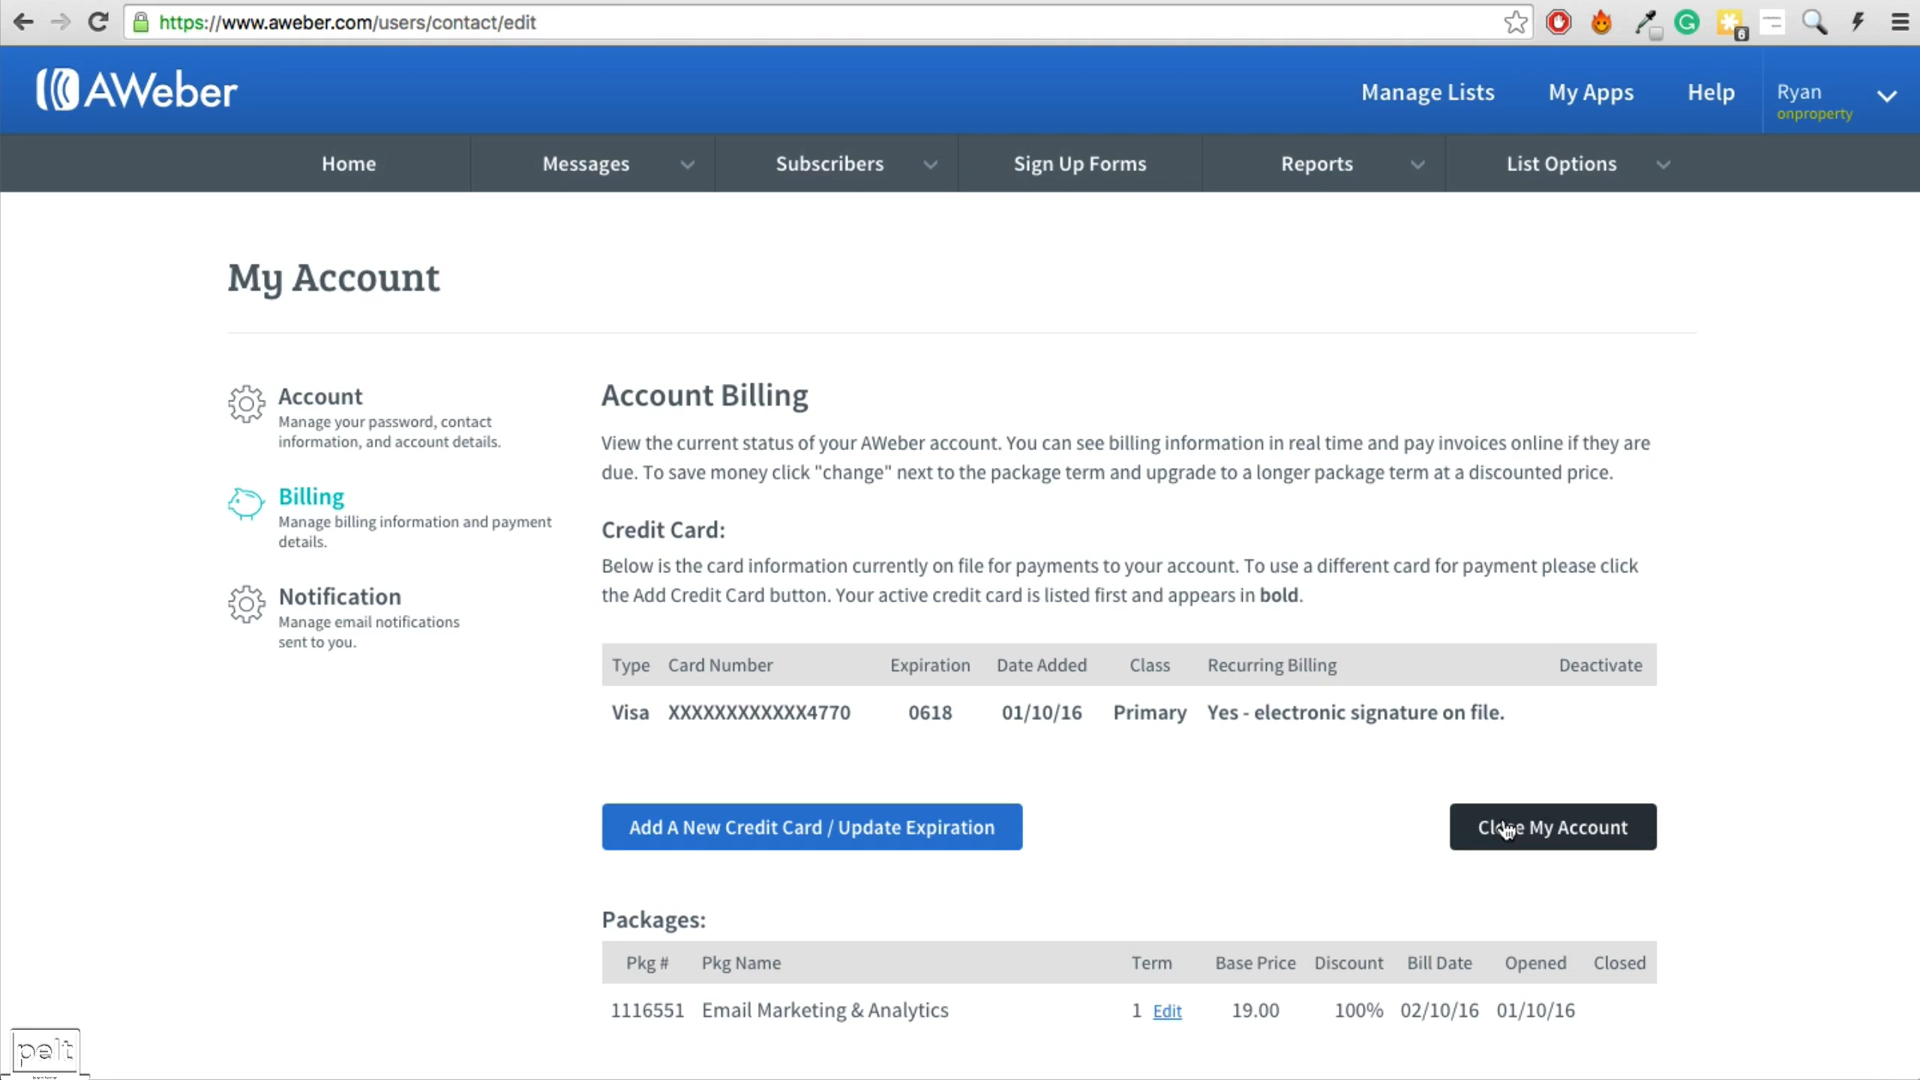 https://www.aweber.com/users/contact/edit
6
AWeber
Manage Lists
My Apps
Help
Ryan
onproperty
Home
Messages
Subscribers
Sign Up Forms
Reports
List Options
My Account
Account
Manage your password, contact
information, and account details.
Billing
Manage billing information and payment
details.
Notification
Manage email notifications
sent to you.
Account Billing
View the current status of your AWeber account. You can see billing information in real time and pay invoices online if they are
due. To save money click "change" next to the package term and upgrade to a longer package term at a discounted price.
Credit Card:
Below is the card information currently on file for payments to your account. To use a different card for payment please click
the Add Credit Card button. Your active credit card is listed first and appears in bold.
Type Card Number Expiration Date Added Class Recurring Billing Deactivate
Visa XXXXXXXXXXXX4770 0618 01/10/16 Primary Yes - electronic signature on file.
Add A New Credit Card / Update Expiration
Close My Account
Packages:
Pkg # Pkg Name Term Base Price Discount Bill Date Opened Closed
1116551 Email Marketing & Analytics 1 Edit 19.00 100% 02/10/16 01/10/16
pelt